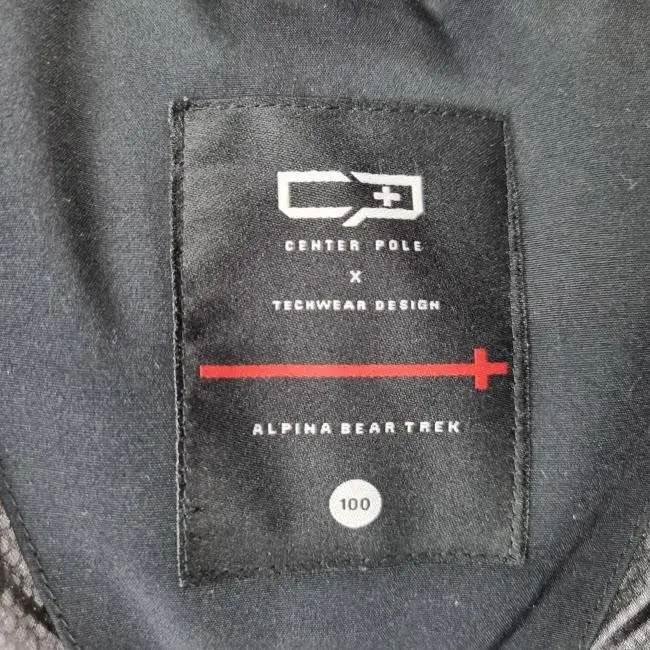 CENTER POLE
X
TECHWEAR DESIGN
ALPINA BEAR TREK
100